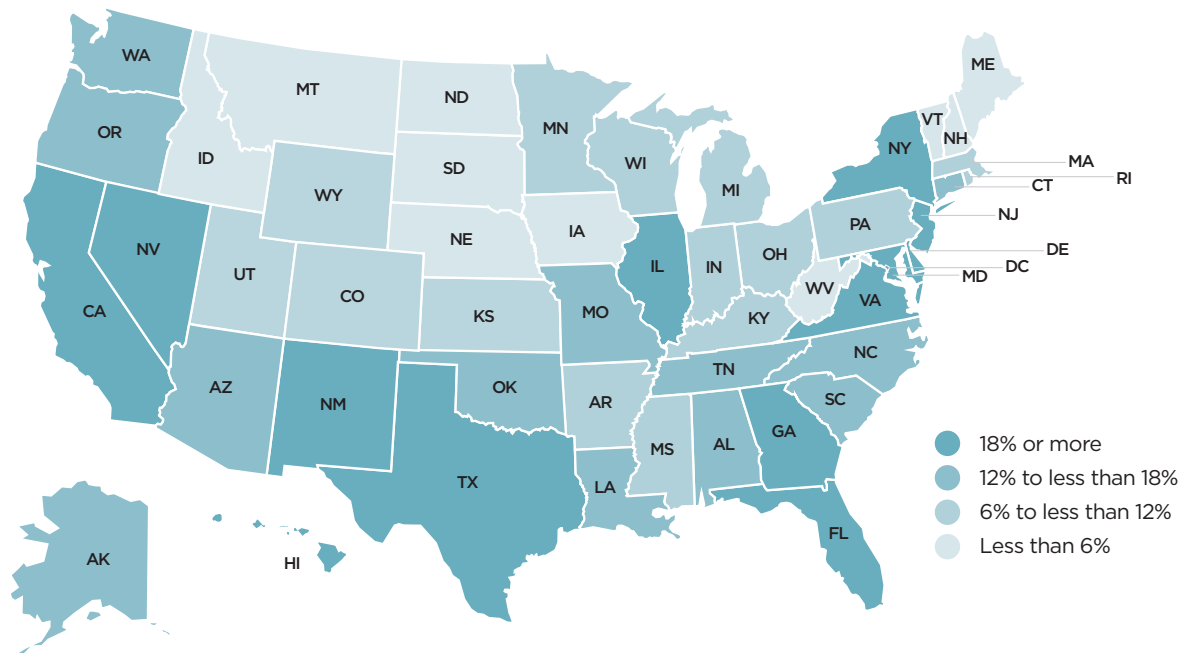 WA
MT
ME
ND
VT
OR
MN
NH
NY
ID
SD
WI
MA
RI
MI
CT
WY
NJ
PA
IA
NE
NV
DE
OH
IL
IN
DC
UT
MD
WV
CO
VA
CA
MO
KS
KY
NC
TN
AZ
OK
SC
NM
AR
GA
18% or more
AL
MS
12% to less than 18%
TX
LA
6% to less than 12%
FL
Less than 6%
AK
HI